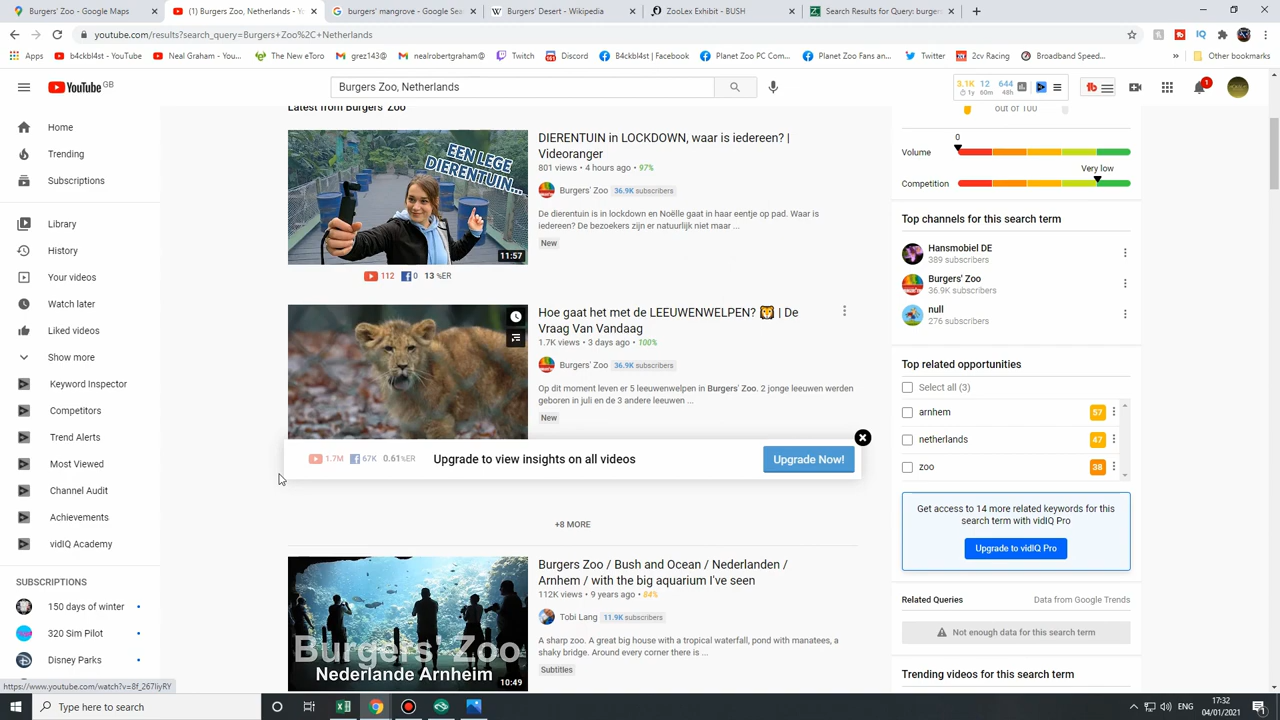 Burgers' Zoo - Google Maps
(1) Burgers Zoo, Netherlands - Yo
burgers' mangrove - Google Sea
Burgers' Desert - Wikipedia
ZooLex Exhibit - BUSH
Search Results for Query: burgers
youtube.com/results?search_query=Burgers+Zoo%2C+Netherlands
Apps
b4ckbl4st - YouTube
Neal Graham - You...
The New eToro
grez143@
nealrobertgraham@
Twitch
Discord
B4ckbl4st | Facebook
Planet Zoo PC Com...
Planet Zoo Fans an...
Twitter
2cv Racing
Broadband Speed...
»
Other bookmarks
YouTube GB
Burgers Zoo, Netherlands
3.1K 12 644
1y 60m 48h
1
Home
Trending
Subscriptions
Library
History
Your videos
Watch later
Liked videos
Show more
Keyword Inspector
Competitors
Trend Alerts
Most Viewed
Channel Audit
Achievements
vidIQ Academy
SUBSCRIPTIONS
150 days of winter
320 Sim Pilot
Disney Parks
https://www.youtube.com/watch?v=8f_267IiyRY
Latest from Burgers' Zoo
EEN LEGE
DIERENTUIN...
11:57
DIERENTUIN in LOCKDOWN, waar is iedereen? |
Videoranger
801 views • 4 hours ago • 97%
Burgers' Zoo 36.9K subscribers
De dierentuin is in lockdown en Noëlle gaat in haar eentje op pad. Waar is
iedereen? De bezoekers zijn er natuurlijk niet maar ...
New
112 0 13 %ER
Hoe gaat het met de LEEUWENWELPEN? 🦁 | De
Vraag Van Vandaag
1.7K views • 3 days ago • 100%
Burgers' Zoo 36.9K subscribers
Op dit moment leven er 5 leeuwenwelpen in Burgers' Zoo. 2 jonge leeuwen werden
geboren in juli en de 3 andere leeuwen ...
New
1.7M 67K 0.61%ER
Upgrade to view insights on all videos
Upgrade Now!
+8 MORE
Burgers' Zoo
Nederlande Arnheim
10:49
Burgers Zoo / Bush and Ocean / Nederlanden /
Arnhem / with the big aquarium I've seen
112K views • 9 years ago • 84%
Tobi Lang 11.9K subscribers
A sharp zoo. A great big house with a tropical waterfall, pond with manatees, a
shaky bridge. Around every corner there is ...
Subtitles
out of 100
0
Volume
Very low
Competition
Top channels for this search term
Hansmobiel DE
389 subscribers
Burgers' Zoo
36.9K subscribers
null
276 subscribers
Top related opportunities
Select all (3)
arnhem 57
netherlands 47
zoo 38
Get access to 14 more related keywords for this
search term with vidIQ Pro
Upgrade to vidIQ Pro
Related Queries
Data from Google Trends
Not enough data for this search term
Trending videos for this search term
Type here to search
ENG
17:32
04/01/2021